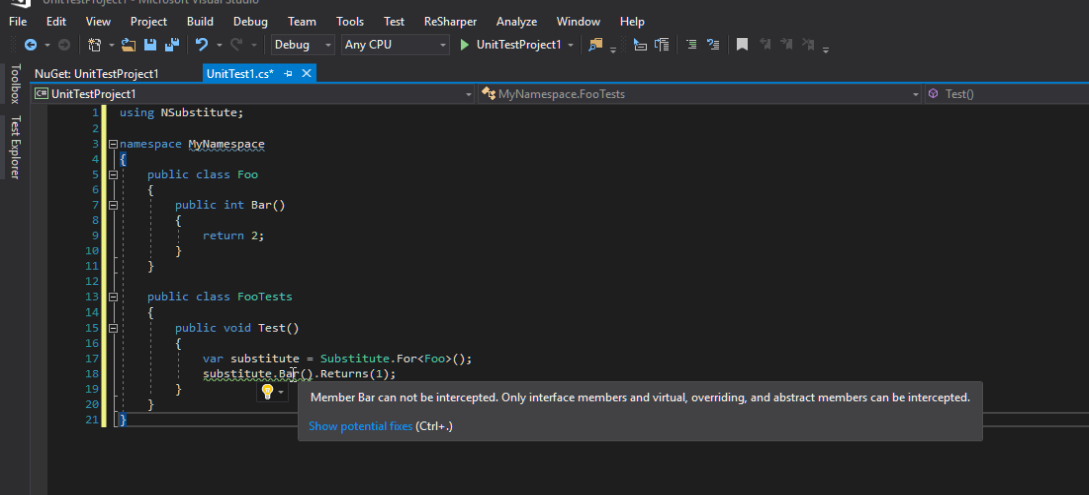 UnitTestProject1 - Microsoft Visual Studio
File Edit View Project Build Debug Team Tools Test ReSharper Analyze Window Help
Debug Any CPU UnitTestProject1
Toolbox
Test Explorer
NuGet: UnitTestProject1 UnitTest1.cs*
C# UnitTestProject1 MyNamespace.FooTests Test()
1 using NSubstitute;
2
3 namespace MyNamespace
4 {
5 public class Foo
6 {
7 public int Bar()
8 {
9 return 2;
10 }
11 }
12
13 public class FooTests
14 {
15 public void Test()
16 {
17 var substitute = Substitute.For<Foo>();
18 substitute.Bar().Returns(1);
19 }
20 }
21 }
Member Bar can not be intercepted. Only interface members and virtual, overriding, and abstract members can be intercepted.
Show potential fixes (Ctrl+.)